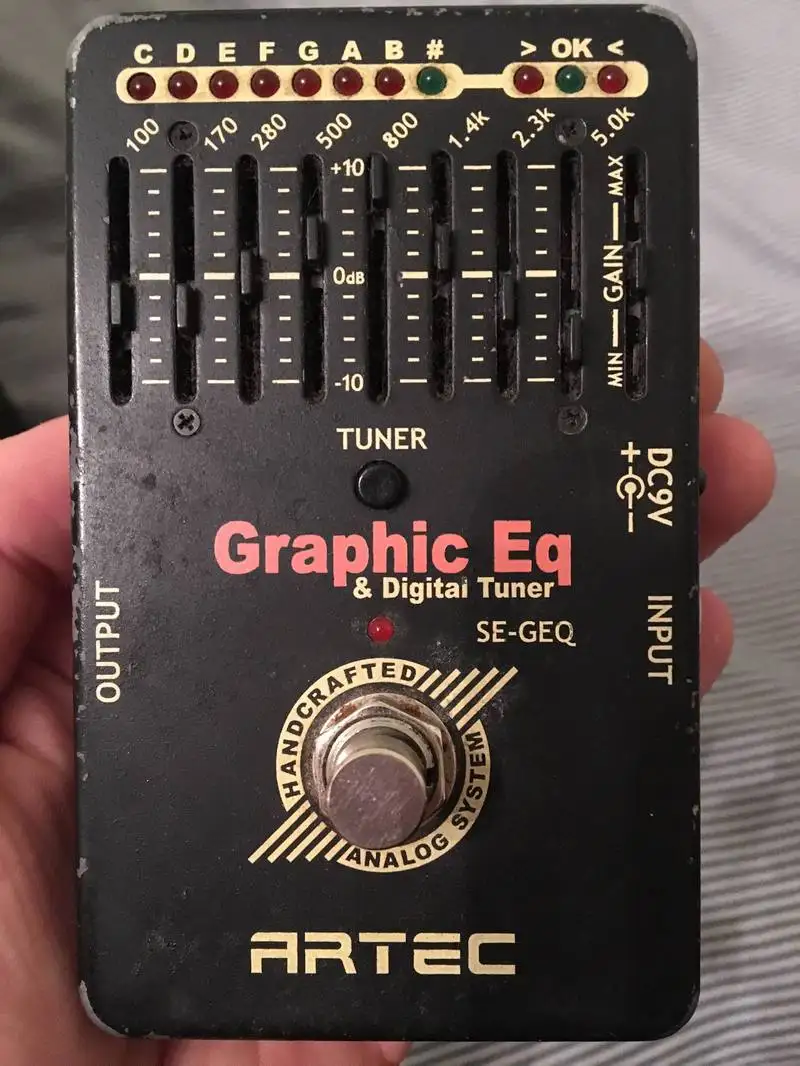 C D E F G A B # > OK <
100 170 280 500 800 1.4k 2.3k 5.0k
+10
0dB
-10
MAX
GAIN
MIN
TUNER
DC9V
+ -
Graphic Eq
& Digital Tuner
SE-GEQ
OUTPUT
INPUT
HANDCRAFTED
ANALOG SYSTEM
ARTEC